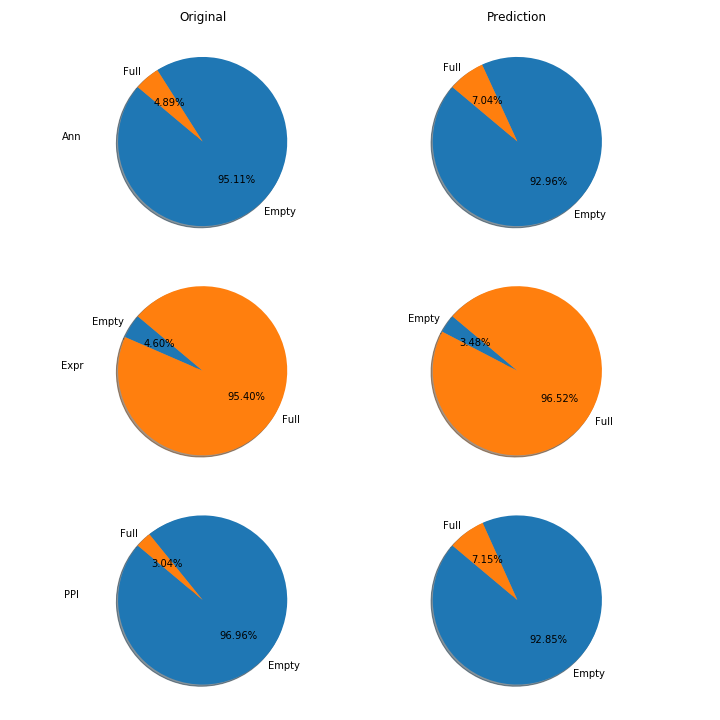 Original
Prediction
Full
4.89%
Ann
95.11%
Empty
Full
7.04%
92.96%
Empty
Empty
4.60%
Expr
95.40%
Full
Empty
3.48%
96.52%
Full
Full
3.04%
PPI
96.96%
Empty
Full
7.15%
92.85%
Empty